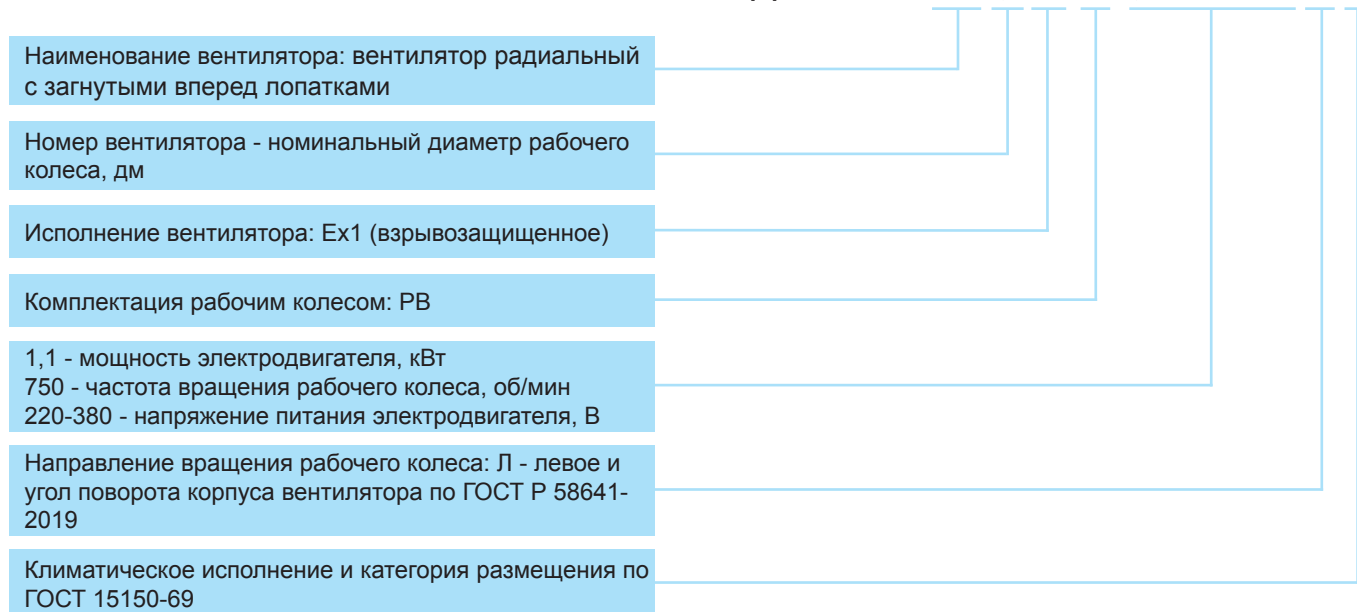 Наименование вентилятора: вентилятор радиальный
с загнутыми вперед лопатками
Номер вентилятора - номинальный диаметр рабочего
колеса, дм
Исполнение вентилятора: Ex1 (взрывозащищенное)
Комплектация рабочим колесом: РВ
1,1 - мощность электродвигателя, кВт
750 - частота вращения рабочего колеса, об/мин
220-380 - напряжение питания электродвигателя, В
Направление вращения рабочего колеса: Л - левое и
угол поворота корпуса вентилятора по ГОСТ Р 58641-
2019
Климатическое исполнение и категория размещения по
ГОСТ 15150-69